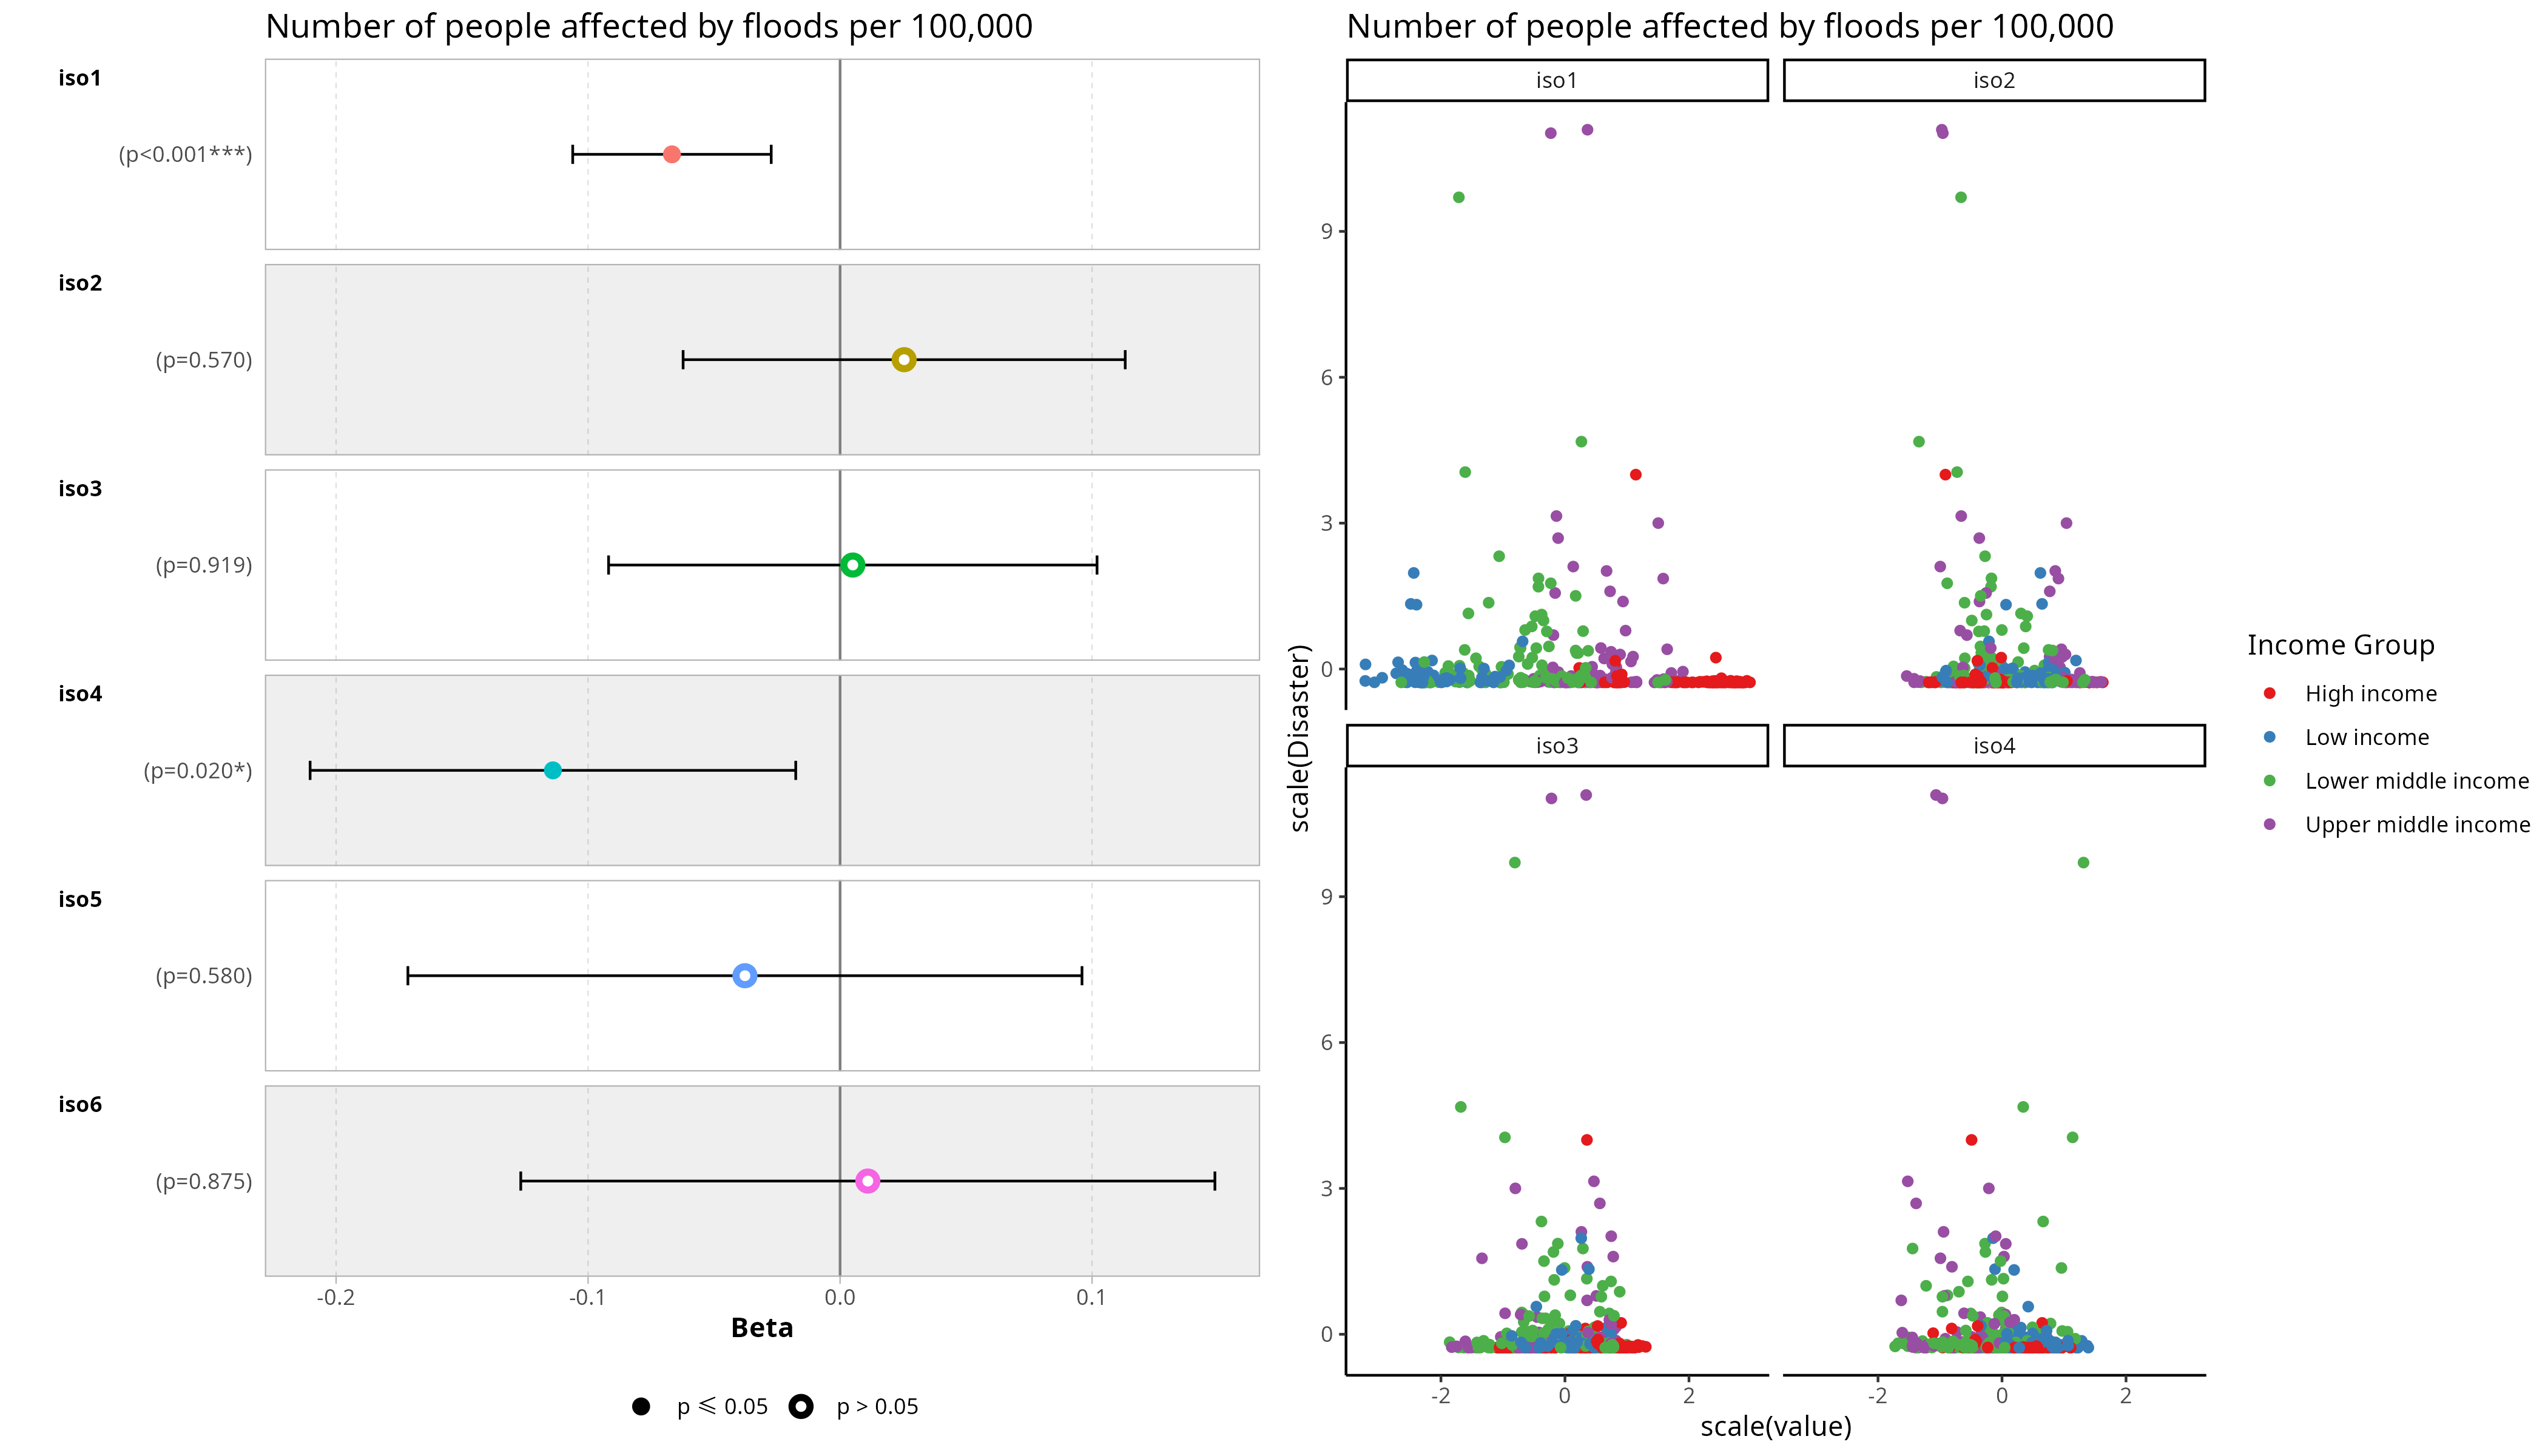 Number of people affected by floods per 100,000
iso1
(p<0.001***)
iso2
(p=0.570)
iso3
(p=0.919)
iso4
(p=0.020*)
iso5
(p=0.580)
iso6
(p=0.875)
-0.2 -0.1 0.0 0.1
Beta
p ⩽ 0.05 p > 0.05
Number of people affected by floods per 100,000
iso1 iso2
9
6
3
0
iso3 iso4
9
6
3
0
-2 0 2 -2 0 2
scale(Disaster)
scale(value)
Income Group
High income
Low income
Lower middle income
Upper middle income